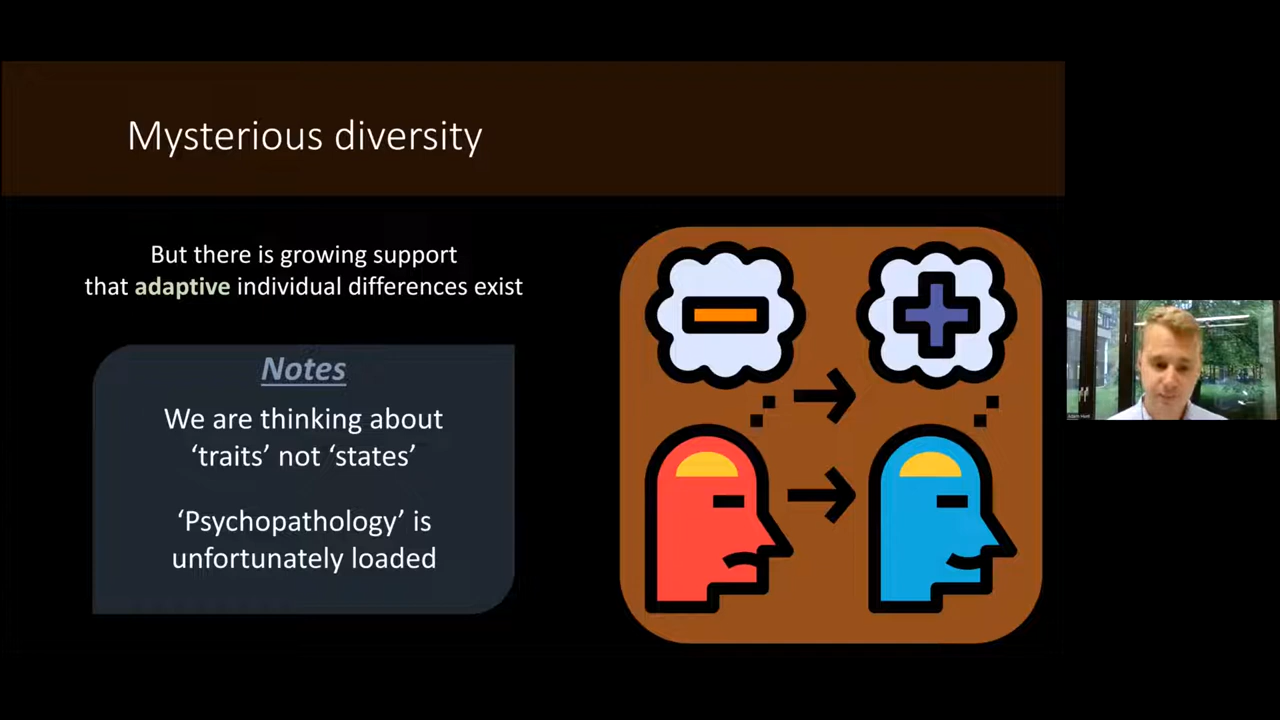 Mysterious diversity
But there is growing support
that adaptive individual differences exist
Notes
We are thinking about
‘traits’ not ‘states’
‘Psychopathology’ is
unfortunately loaded